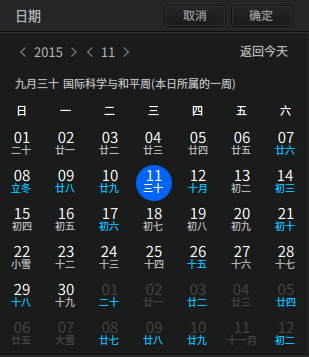 日期 取消 确定
2015 11 返回今天
九月三十 国际科学与和平周(本日所属的一周)
日 一 二 三 四 五 六
01 02 03 04 05 06 07
二十 廿一 廿二 廿三 廿四 廿五 廿六
08 09 10 11 12 13 14
立冬 廿八 廿九 三十 十月 初二 初三
15 16 17 18 19 20 21
初四 初五 初六 初七 初八 初九 初十
22 23 24 25 26 27 28
小雪 十二 十三 十四 十五 十六 十七
29 30 01 02 03 04 05
十八 十九 二十 廿一 廿二 廿三 廿四
06 07 08 09 10 11 12
廿五 大雪 廿七 廿八 廿九 十一月 初二